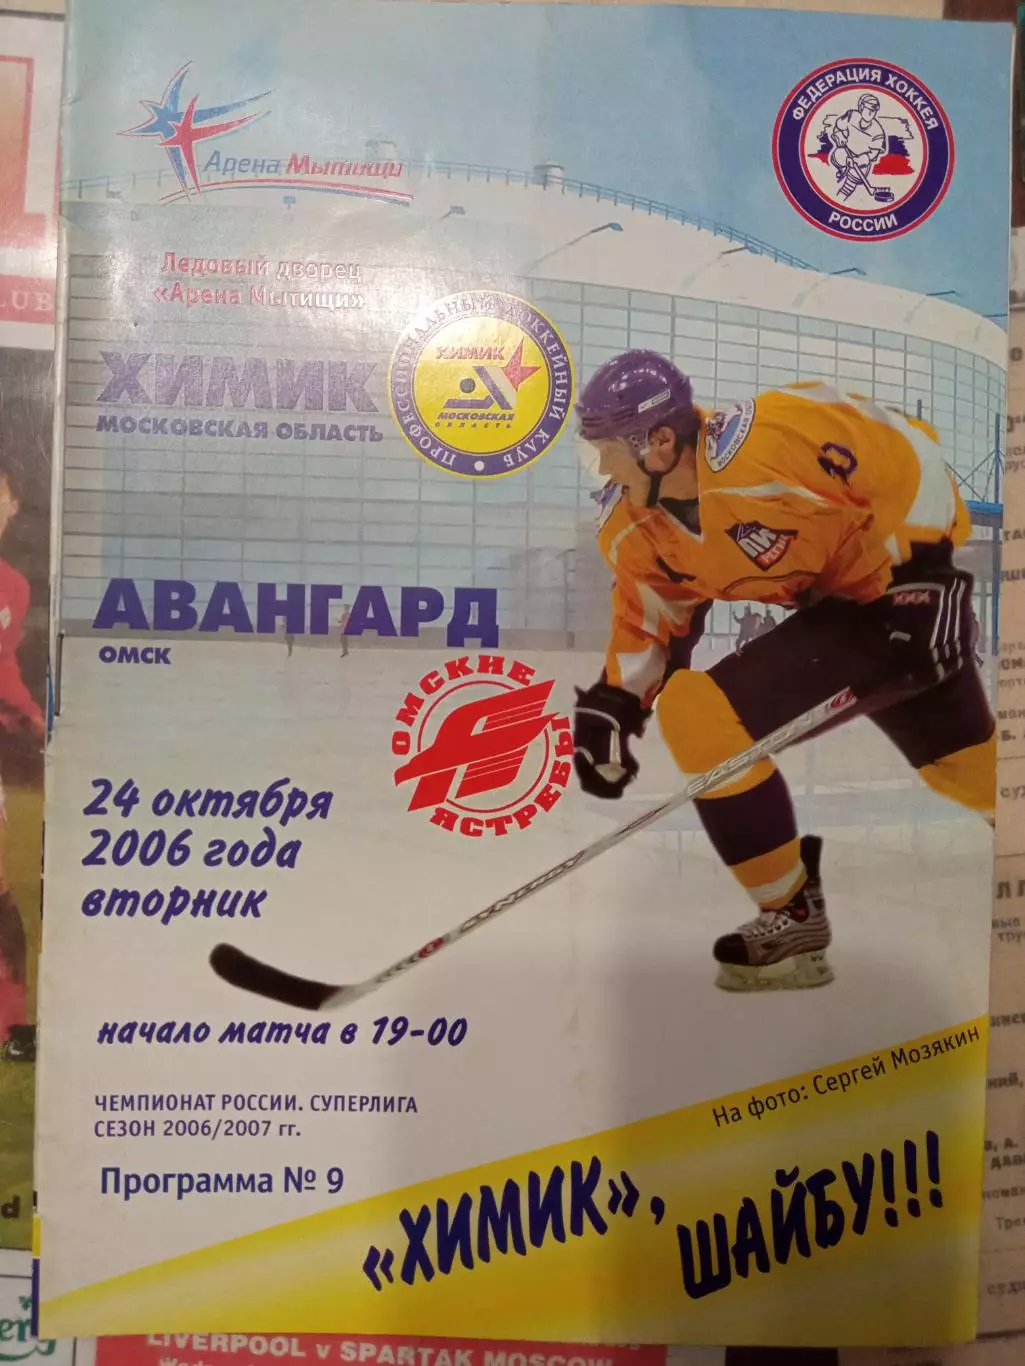 Арена Мытищи
ФЕДЕРАЦИЯ ХОККЕЯ
РОССИИ
Ледовый дворец
«Арена Мытищи»
ХИМИК
МОСКОВСКАЯ ОБЛАСТЬ
ПРОФЕССИОНАЛЬНЫЙ ХОККЕЙНЫЙ КЛУБ
ХИМИК
МОСКОВСКАЯ
ОБЛАСТЬ
АВАНГАРД
ОМСК
ОМСКИЕ
ЯСТРЕБЫ
24 октября
2006 года
вторник
EASTON
SYNERGY
начало матча в 19-00
ЧЕМПИОНАТ РОССИИ. СУПЕРЛИГА
СЕЗОН 2006/2007 гг.
Программа № 9
На фото: Сергей Мозякин
«ХИМИК»,
ШАЙБУ!!!
LIVERPOOL v SPARTAK MOSCOW